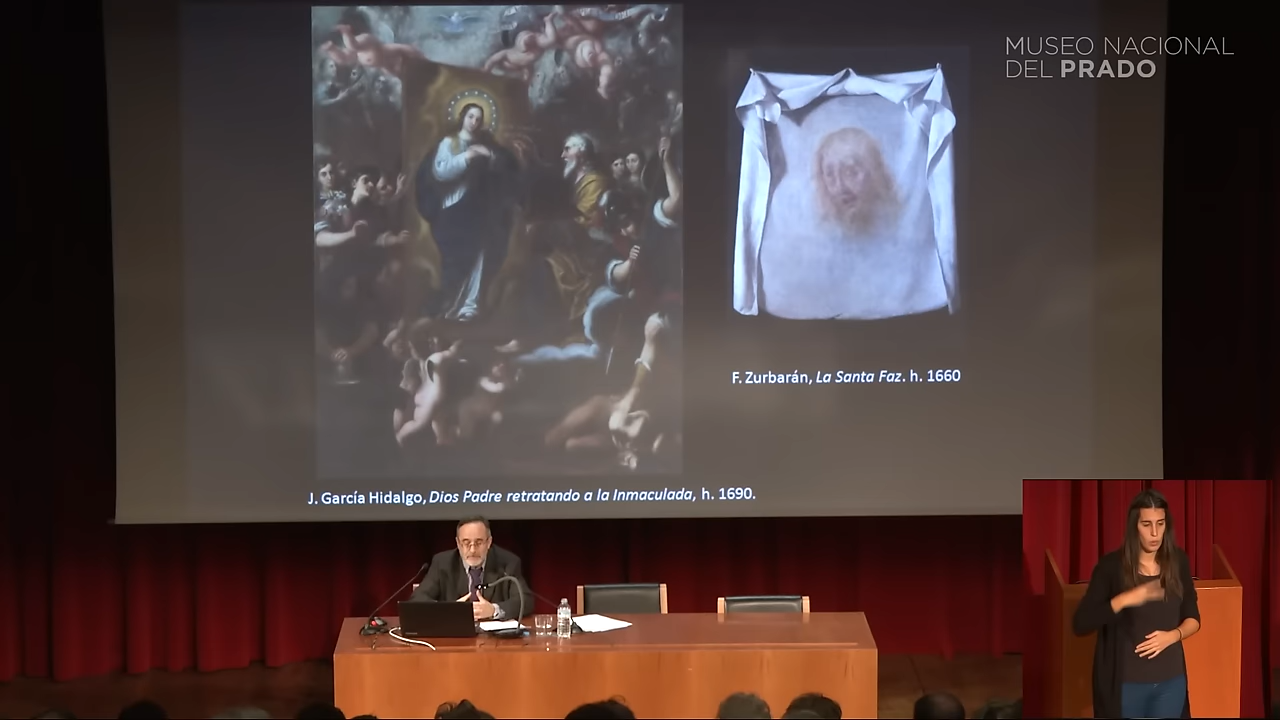 MUSEO NACIONAL
DEL PRADO
F. Zurbarán, La Santa Faz. h. 1660
J. García Hidalgo, Dios Padre retratando a la Inmaculada, h. 1690.